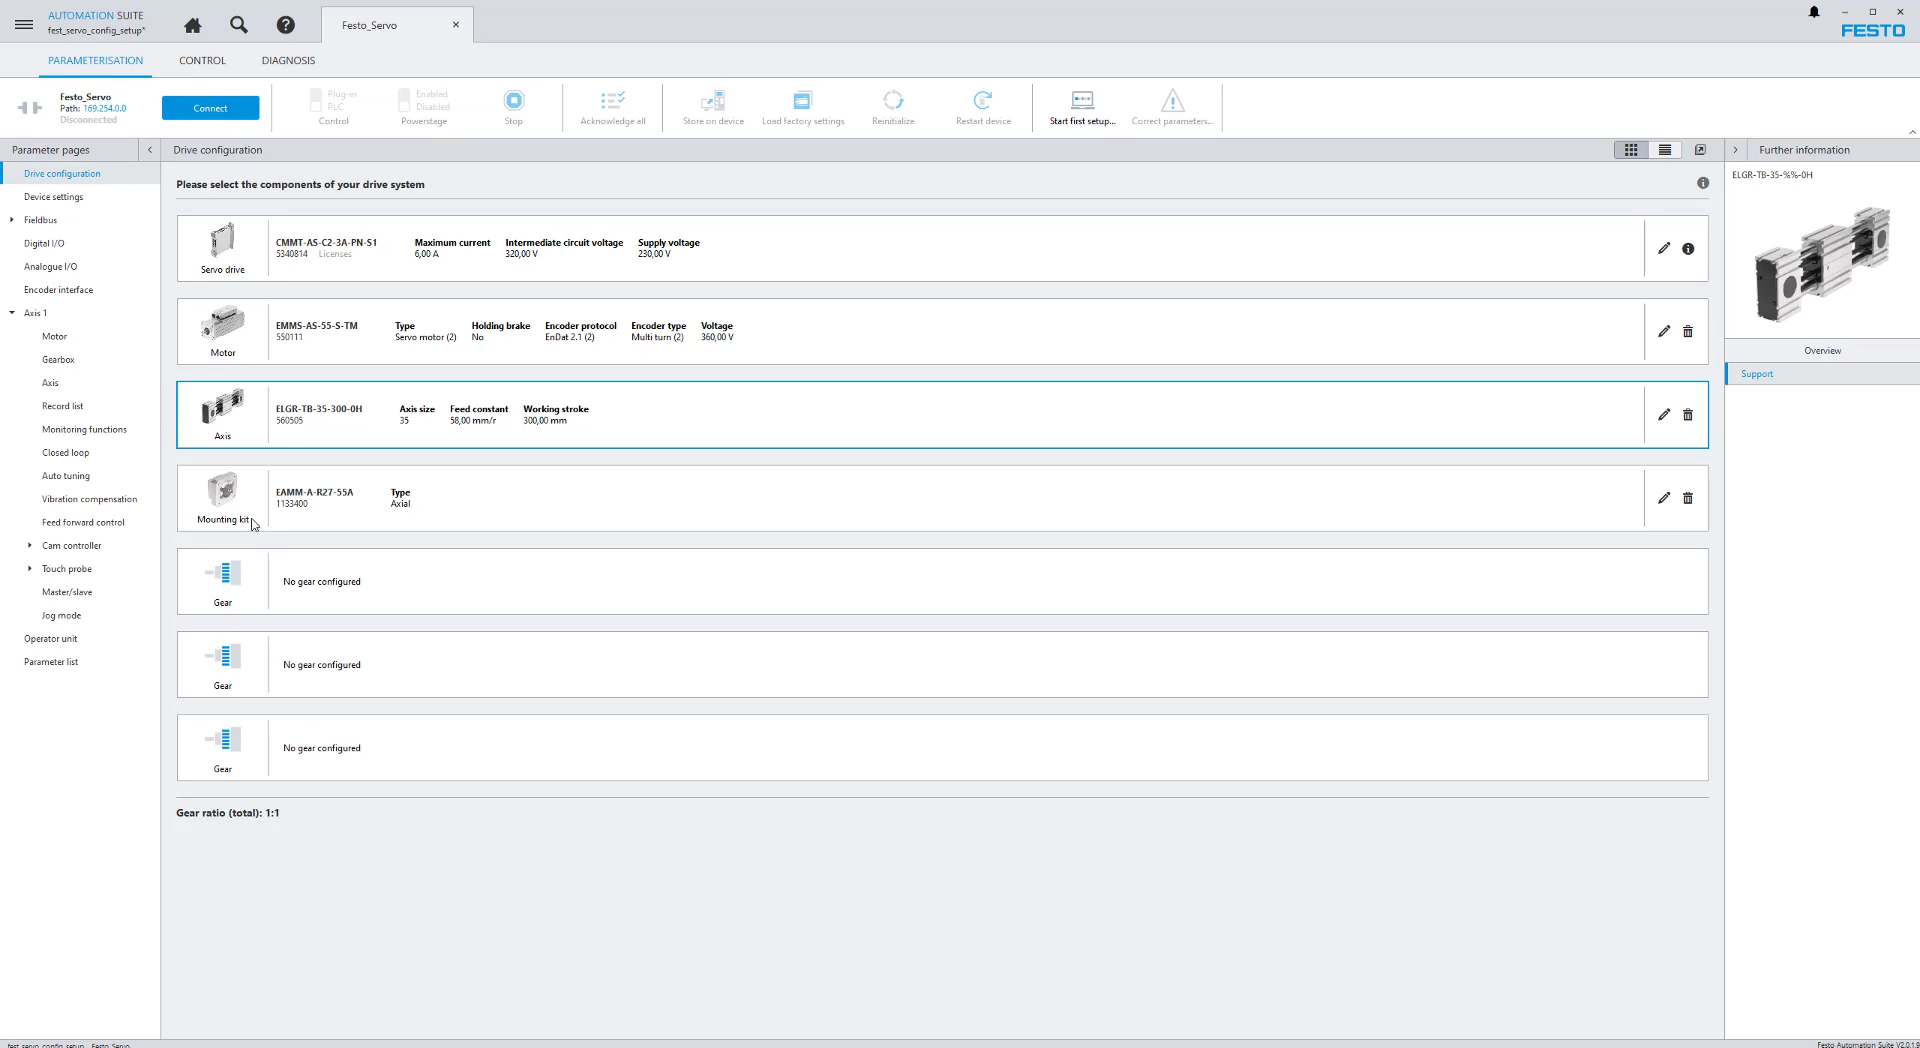 AUTOMATION SUITE
fest_servo_config_setup*
Festo_Servo
FESTO
PARAMETERISATION
CONTROL
DIAGNOSIS
Festo_Servo
Path: 169.254.0.0
Disconnected
Connect
Plug-in
PLC
Control
Enabled
Disabled
Powerstage
Stop
Acknowledge all
Store on device
Load factory settings
Reinitialize
Restart device
Start first setup...
Correct parameters...
Parameter pages
Drive configuration
Further information
Drive configuration
Device settings
Fieldbus
Digital I/O
Analogue I/O
Encoder interface
Axis 1
Motor
Gearbox
Axis
Record list
Monitoring functions
Closed loop
Auto tuning
Vibration compensation
Feed forward control
Cam controller
Touch probe
Master/slave
Jog mode
Operator unit
Parameter list
Please select the components of your drive system
Servo drive
CMMT-AS-C2-3A-PN-S1
5340814 Licenses
Maximum current
6,00 A
Intermediate circuit voltage
320,00 V
Supply voltage
230,00 V
Motor
EMMS-AS-55-S-TM
550111
Type
Servo motor (2)
Holding brake
No
Encoder protocol
EnDat 2.1 (2)
Encoder type
Multi turn (2)
Voltage
360,00 V
Axis
ELGR-TB-35-300-0H
560505
Axis size
35
Feed constant
58,00 mm/r
Working stroke
300,00 mm
Mounting kit
EAMM-A-R27-55A
1133400
Type
Axial
Gear
No gear configured
Gear
No gear configured
Gear
No gear configured
Gear ratio (total): 1:1
ELGR-TB-35-%%-0H
Overview
Support
fest_servo_config_setup Festo_Servo
Festo Automation Suite V2.0.1.9